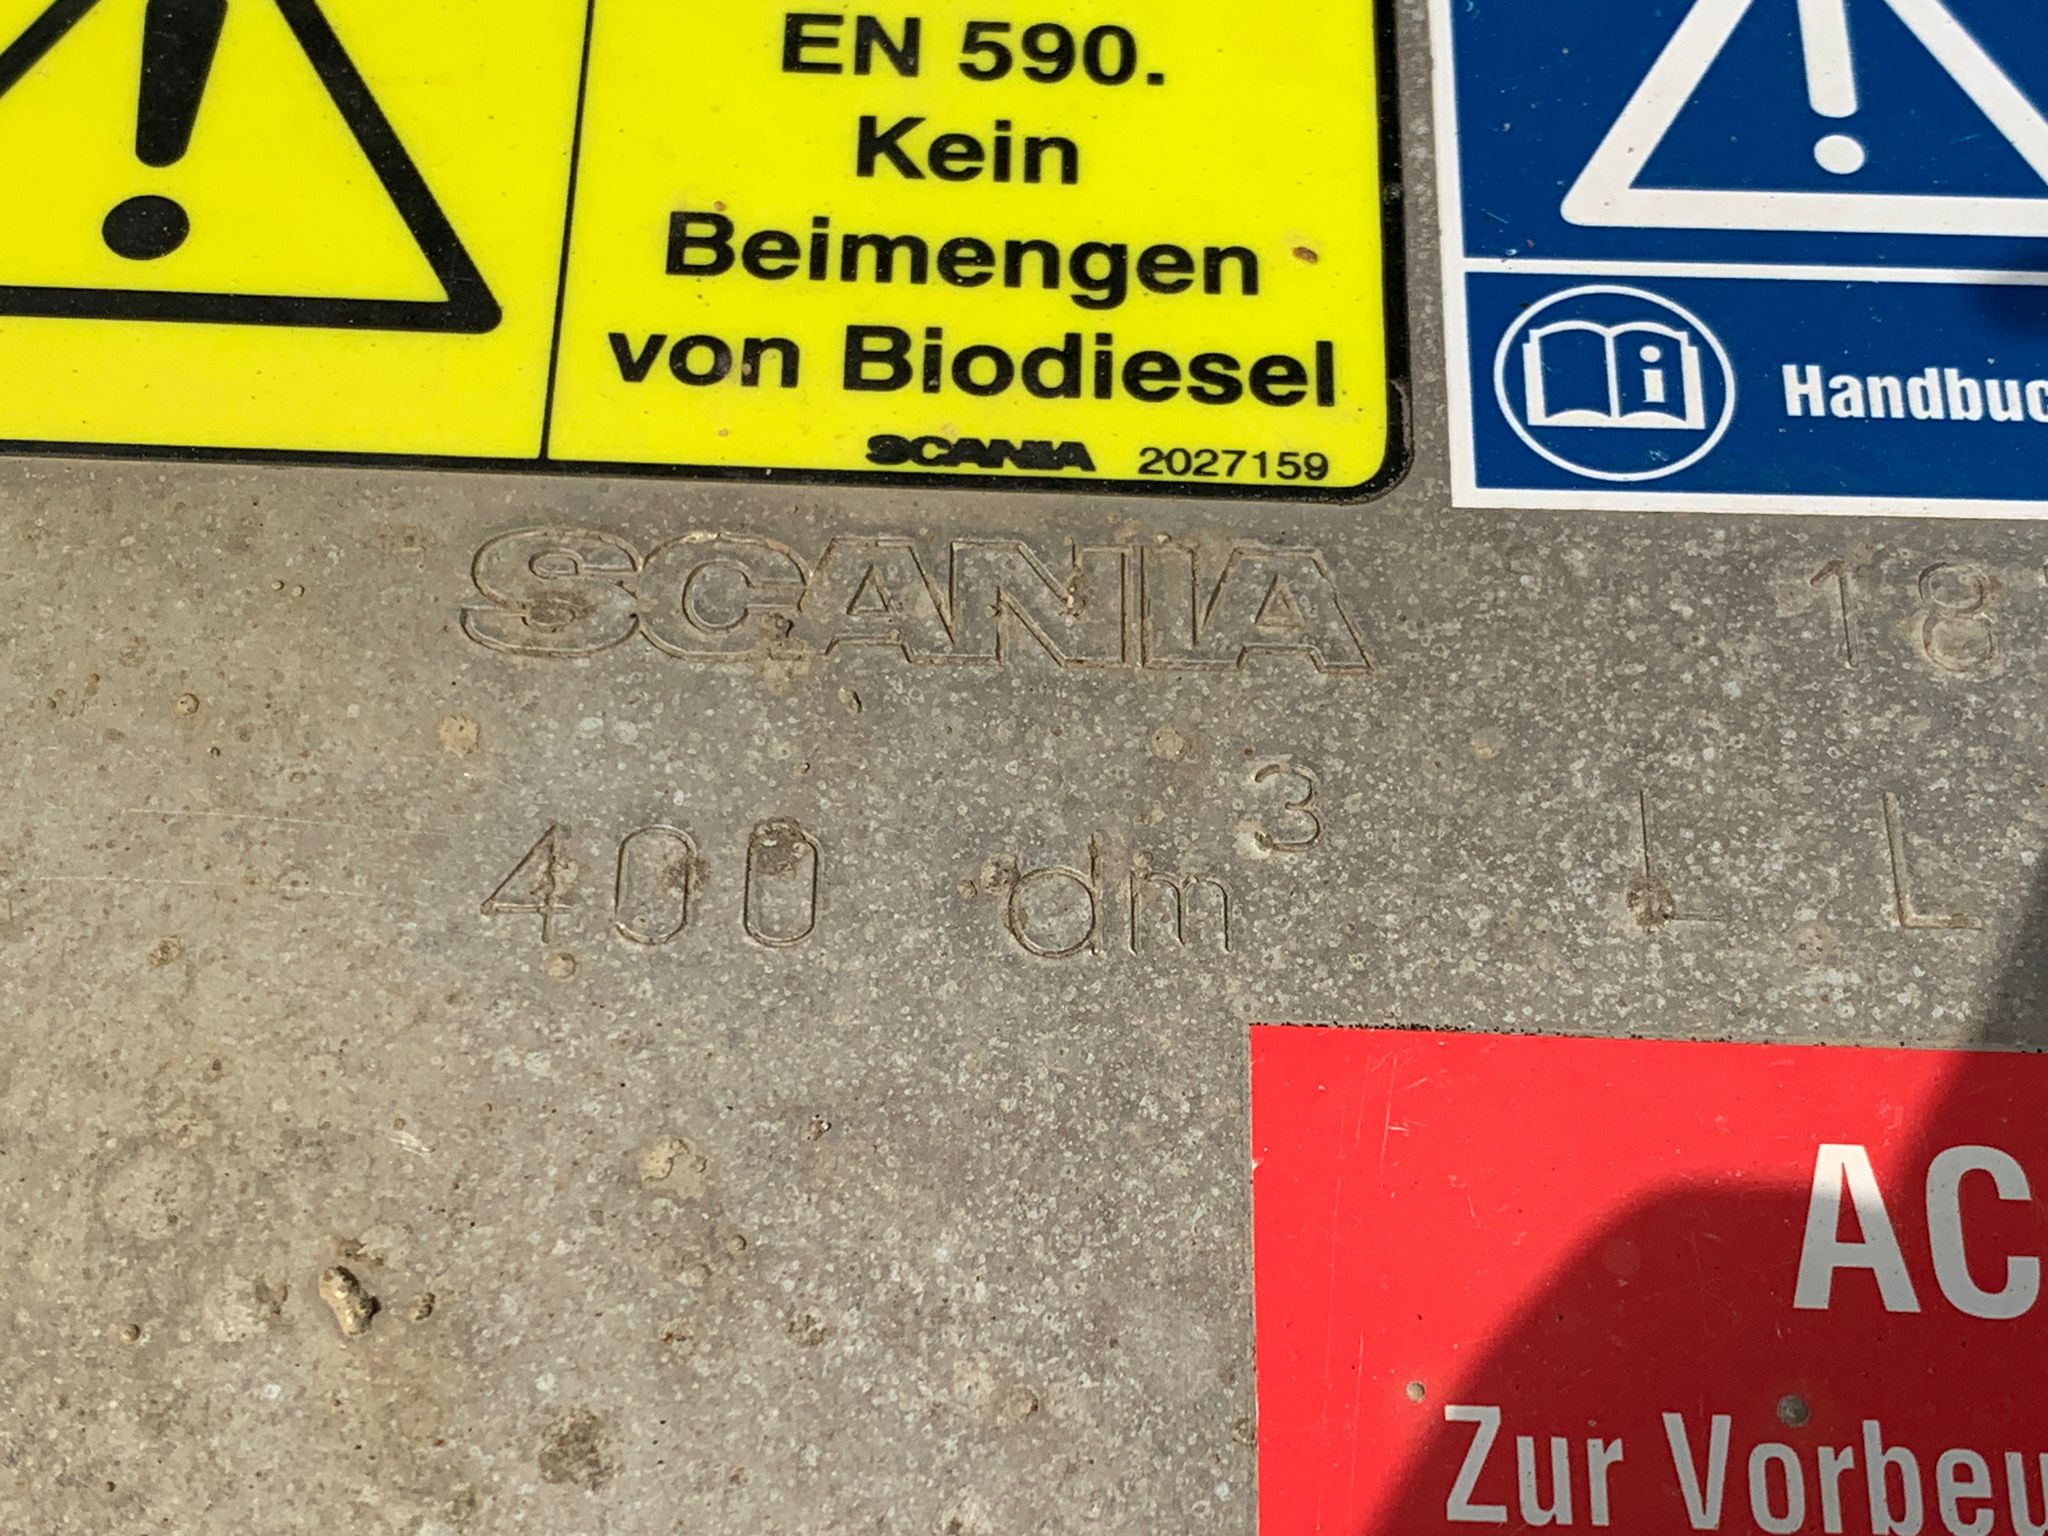 EN 590.
Kein
Beimengen
von Biodiesel
SCANIA 2027159
Handbuc
SCANIA 18
400 dm³ L L
AC
Zur Vorbeu